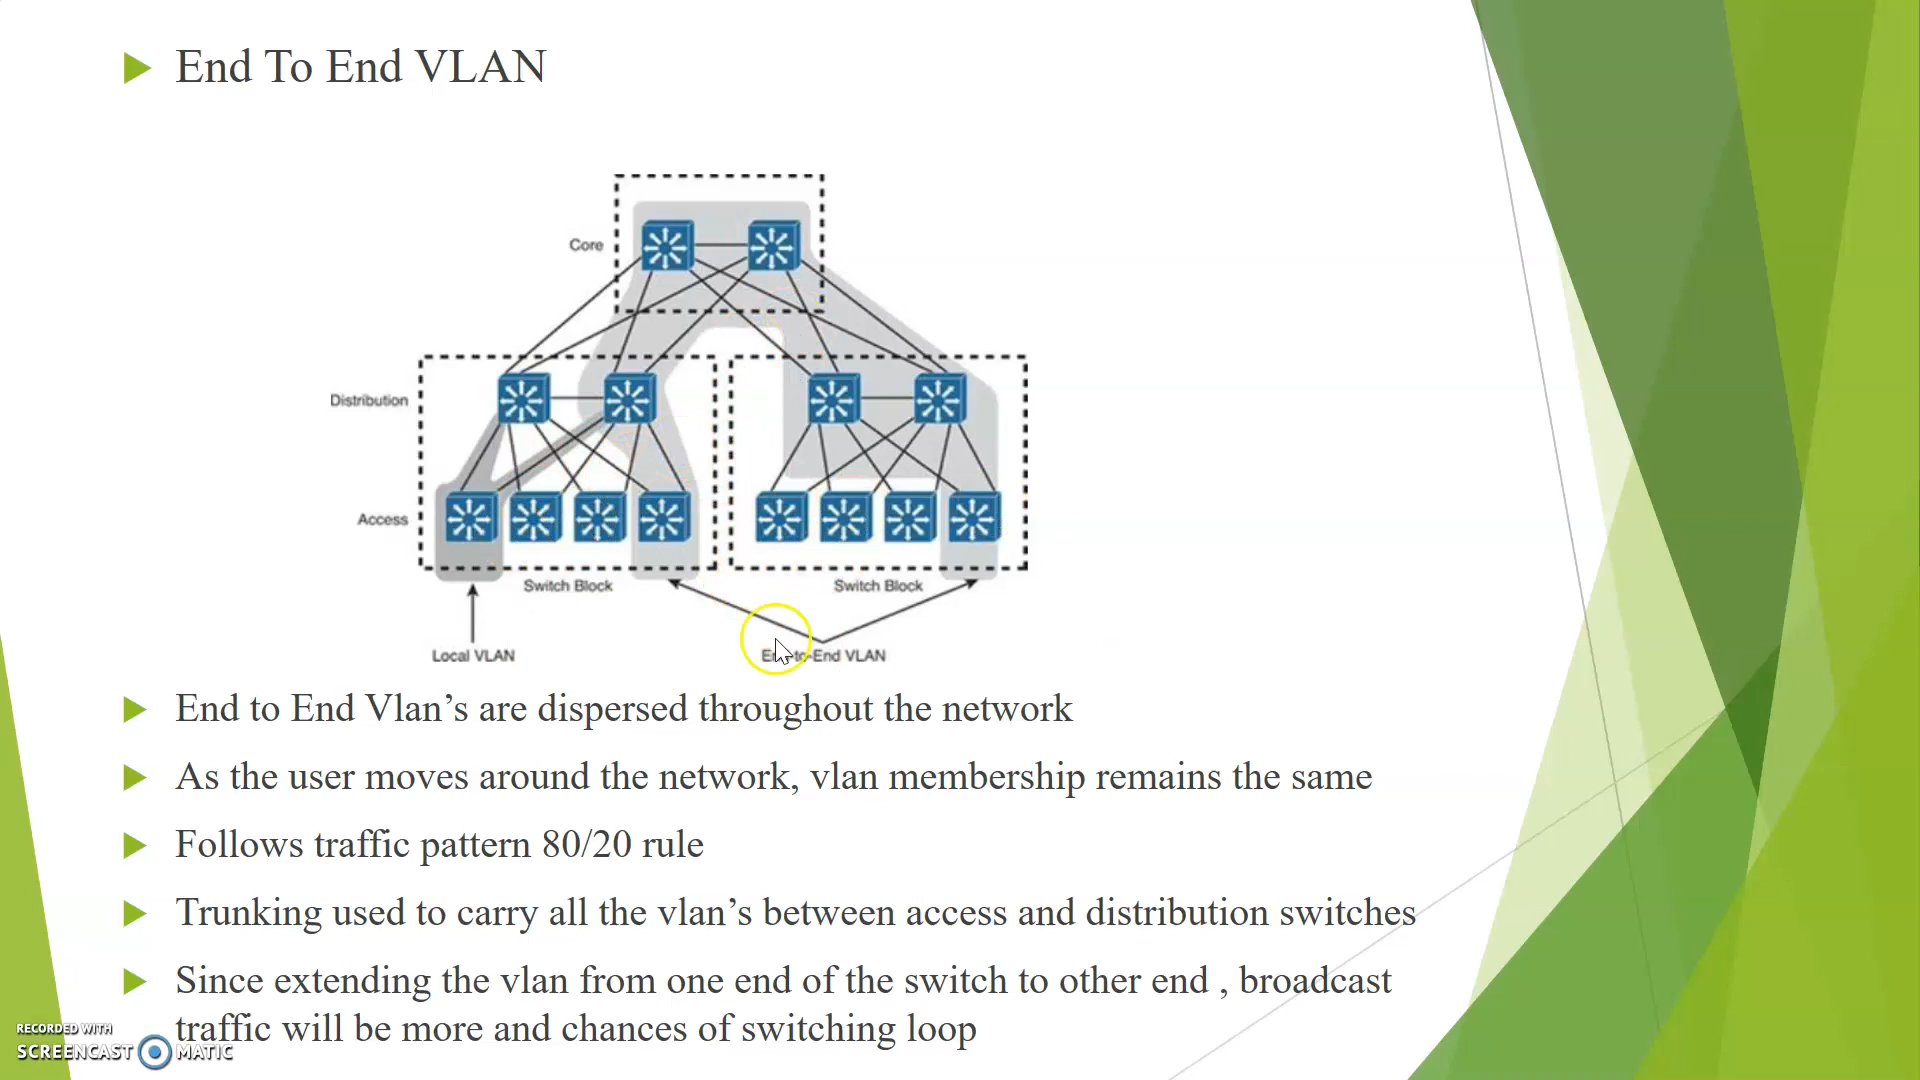 End To End VLAN
Core
Distribution
Access
Switch Block
Switch Block
Local VLAN
End-to-End VLAN
End to End Vlan’s are dispersed throughout the network
As the user moves around the network, vlan membership remains the same
Follows traffic pattern 80/20 rule
Trunking used to carry all the vlan’s between access and distribution switches
Since extending the vlan from one end of the switch to other end , broadcast
traffic will be more and chances of switching loop
RECORDED WITH
SCREENCAST MATIC